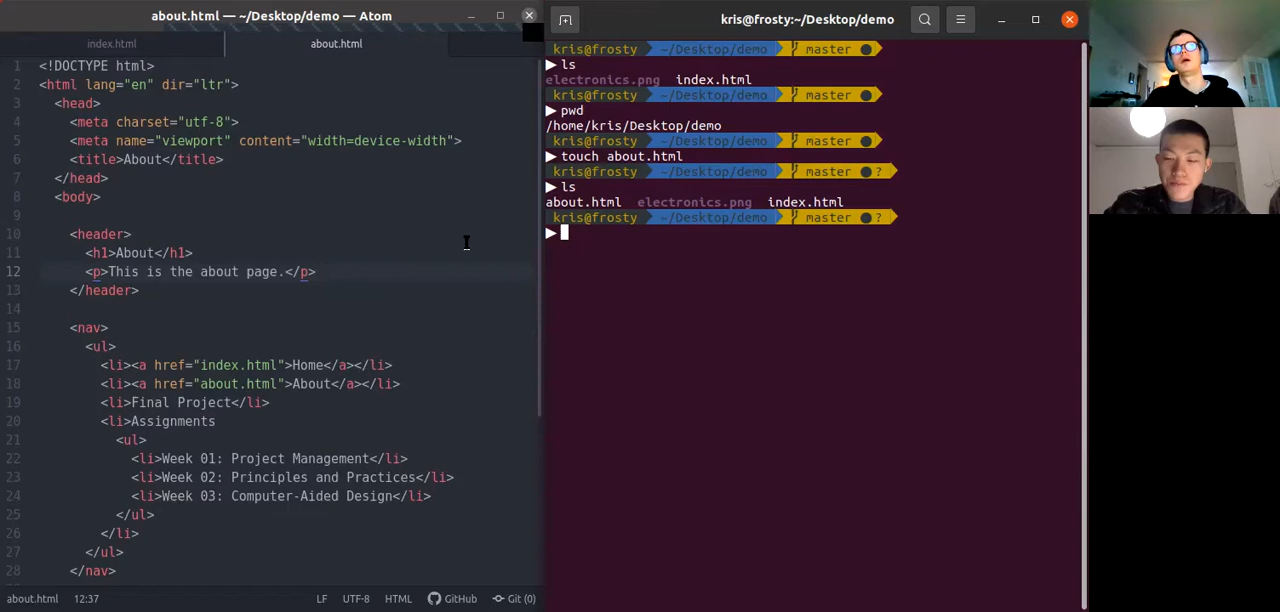 about.html — ~/Desktop/demo — Atom
index.html
about.html
1 <!DOCTYPE html>
2 <html lang="en" dir="ltr">
3 <head>
4 <meta charset="utf-8">
5 <meta name="viewport" content="width=device-width">
6 <title>About</title>
7 </head>
8 <body>
9
10 <header>
11 <h1>About</h1>
12 <p>This is the about page.</p>
13 </header>
14
15 <nav>
16 <ul>
17 <li><a href="index.html">Home</a></li>
18 <li><a href="about.html">About</a></li>
19 <li>Final Project</li>
20 <li>Assignments
21 <ul>
22 <li>Week 01: Project Management</li>
23 <li>Week 02: Principles and Practices</li>
24 <li>Week 03: Computer-Aided Design</li>
25 </ul>
26 </li>
27 </ul>
28 </nav>
about.html 12:37 LF UTF-8 HTML GitHub Git (0)
kris@frosty:~/Desktop/demo
kris@frosty ~/Desktop/demo master
ls
electronics.png index.html
kris@frosty ~/Desktop/demo master
pwd
/home/kris/Desktop/demo
kris@frosty ~/Desktop/demo master
touch about.html
kris@frosty ~/Desktop/demo master ?
ls
about.html electronics.png index.html
kris@frosty ~/Desktop/demo master ?